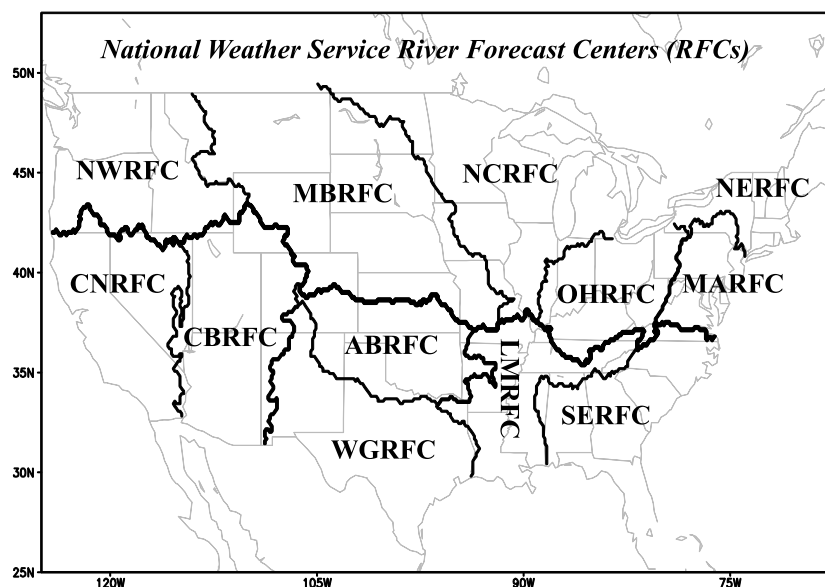 National Weather Service River Forecast Centers (RFCs)
50N
45N
40N
35N
30N
25N
NWRFC
MBRFC
NCRFC
NERFC
CNRFC
CBRFC
ABRFC
OHRFC
MARFC
LMRFC
SERFC
WGRFC
120W
105W
90W
75W